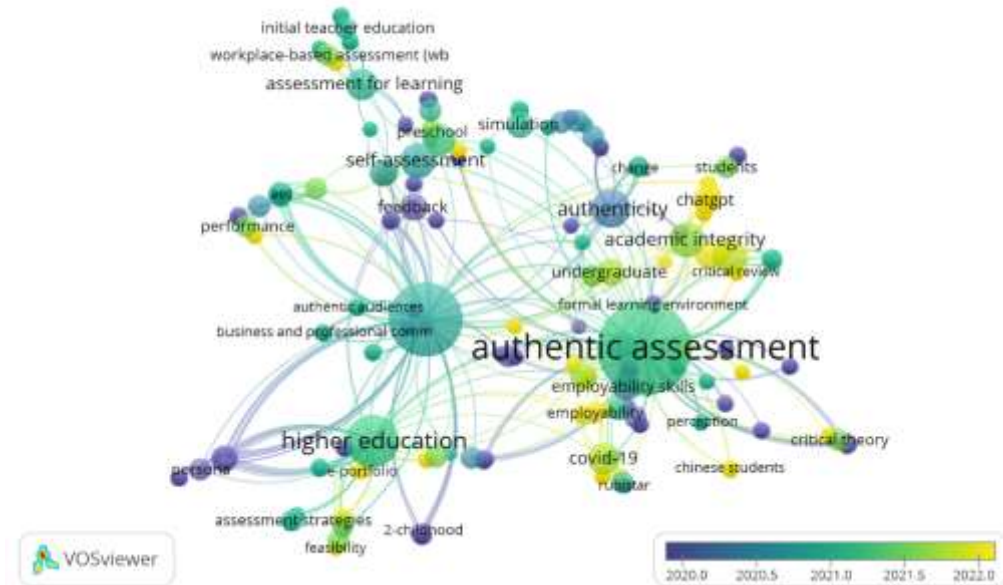 initial teacher education
workplace-based assessment (wb
assessment for learning
preschool
simulation
self-assessment
change
students
feedback
authenticity
chatgpt
performance
academic integrity
undergraduate
critical review
authentic audiences
formal learning environment
business and professional comm
authentic assessment
employability skills
employability
perception
higher education
critical theory
persona
e-portfolio
covid-19
chinese students
rubistar
assessment strategies
2-childhood
feasibility
VOSviewer
2020.0 2020.5 2021.0 2021.5 2022.0